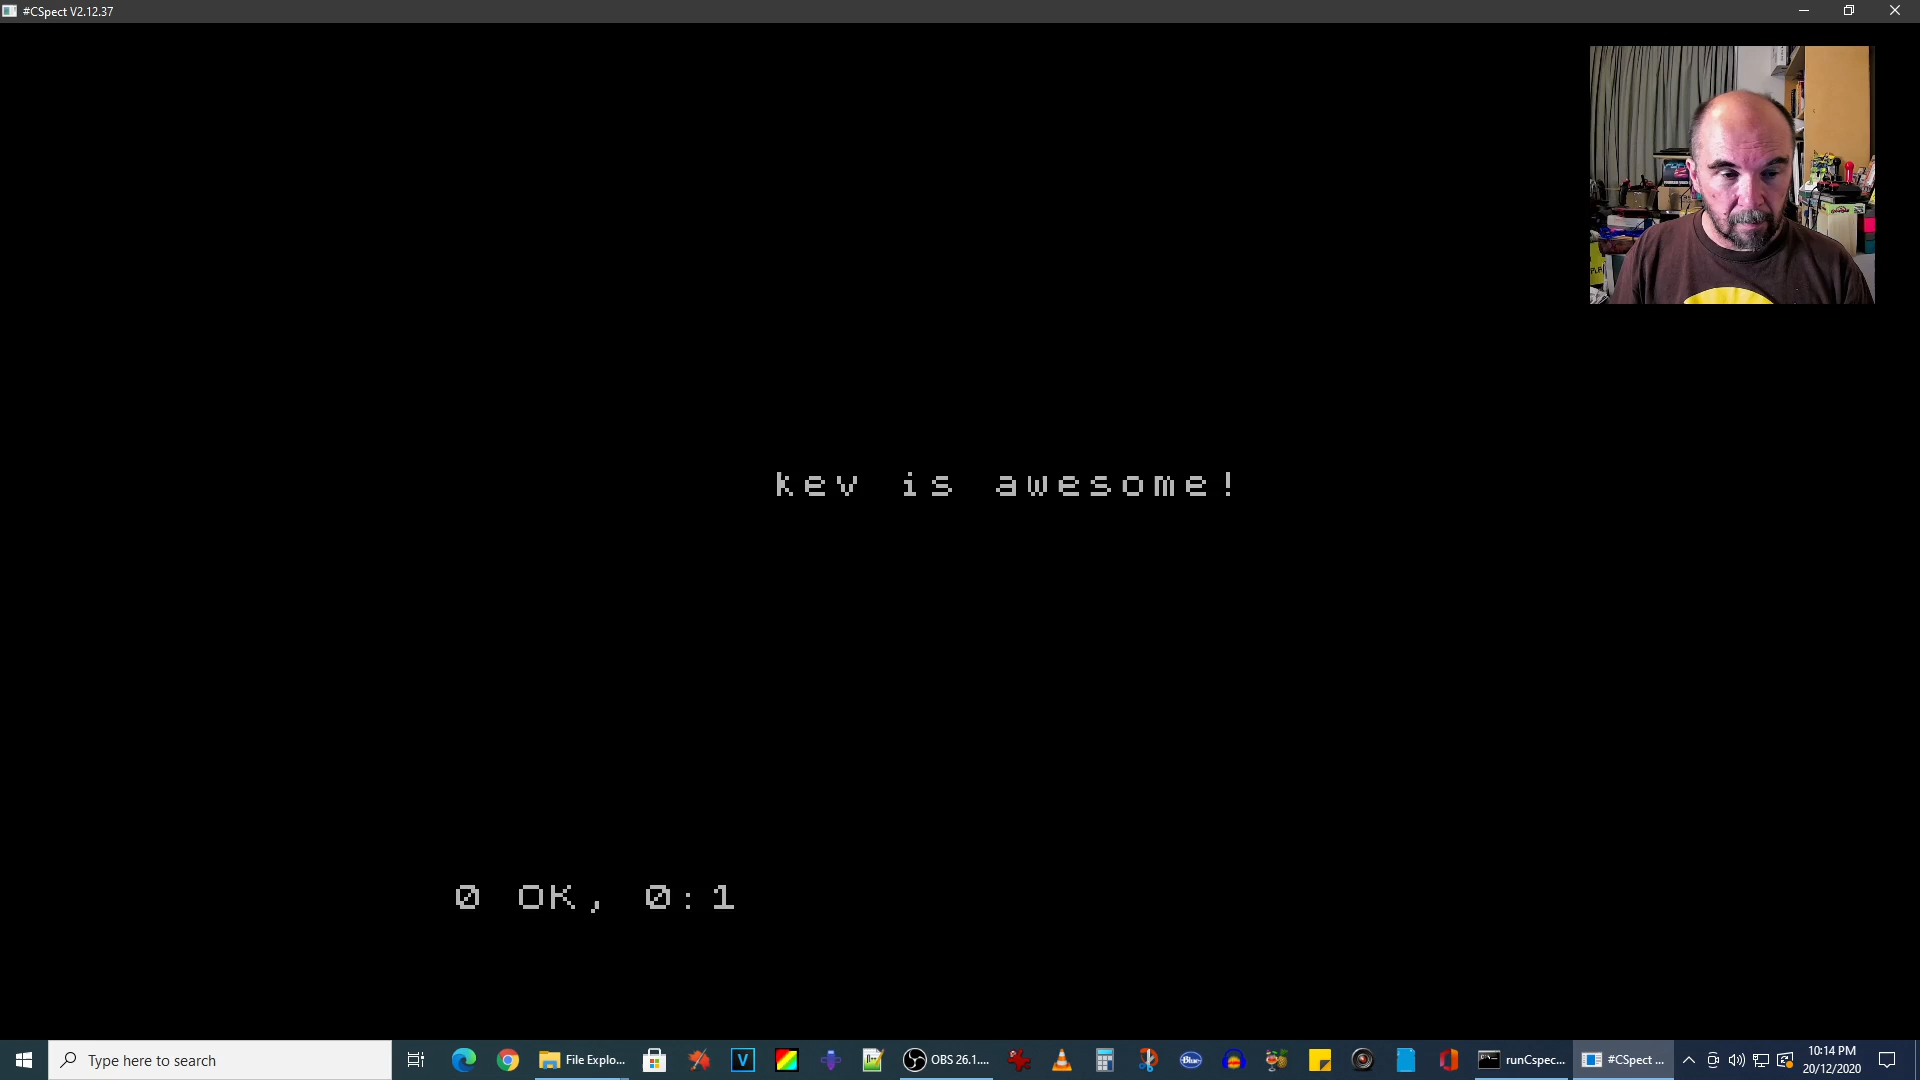 #CSpect V2.12.37
kev is awesome!
0 OK, 0:1
Type here to search
File Explo...
OBS 26.1....
runCspec...
#CSpect ...
10:14 PM
20/12/2020